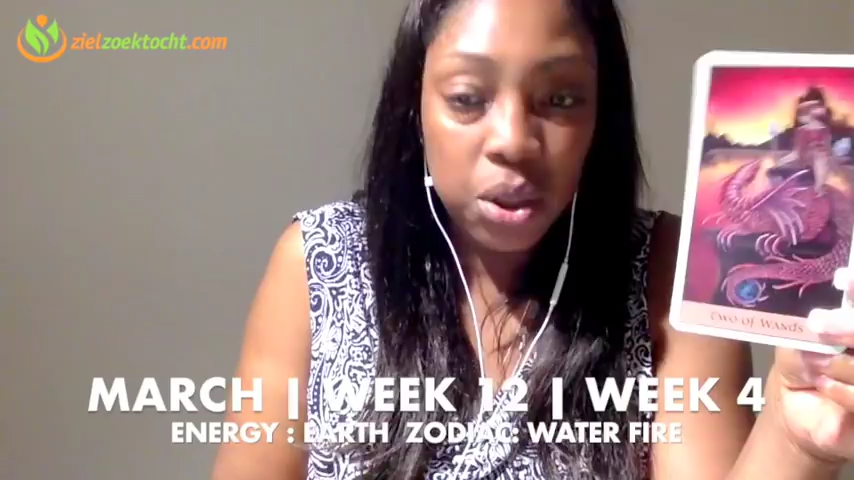 zielzoektocht.com
TWO OF WANDS
MARCH | WEEK 12 | WEEK 4
ENERGY : EARTH ZODIAC: WATER FIRE